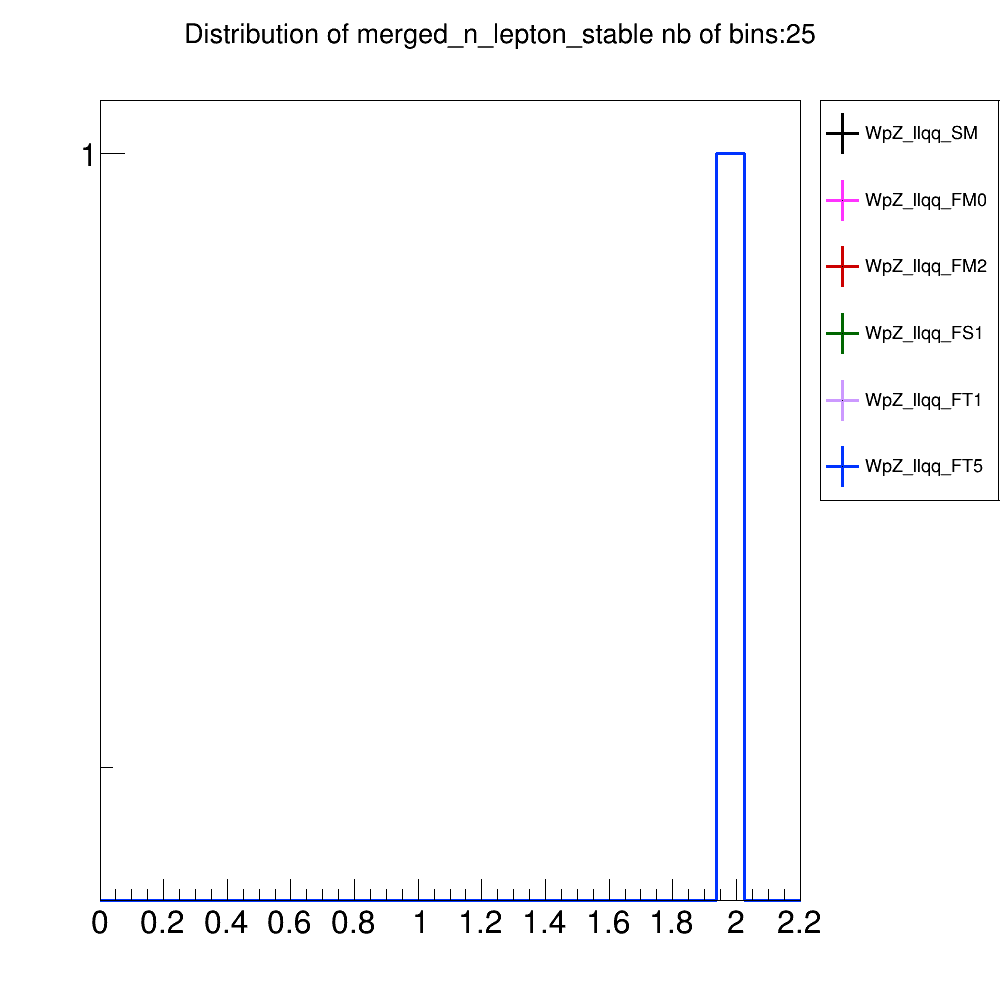 Distribution of merged_n_lepton_stable nb of bins:25
1
WpZ_llqq_SM
WpZ_llqq_FM0
WpZ_llqq_FM2
WpZ_llqq_FS1
WpZ_llqq_FT1
WpZ_llqq_FT5
0 0.2 0.4 0.6 0.8 1 1.2 1.4 1.6 1.8 2 2.2